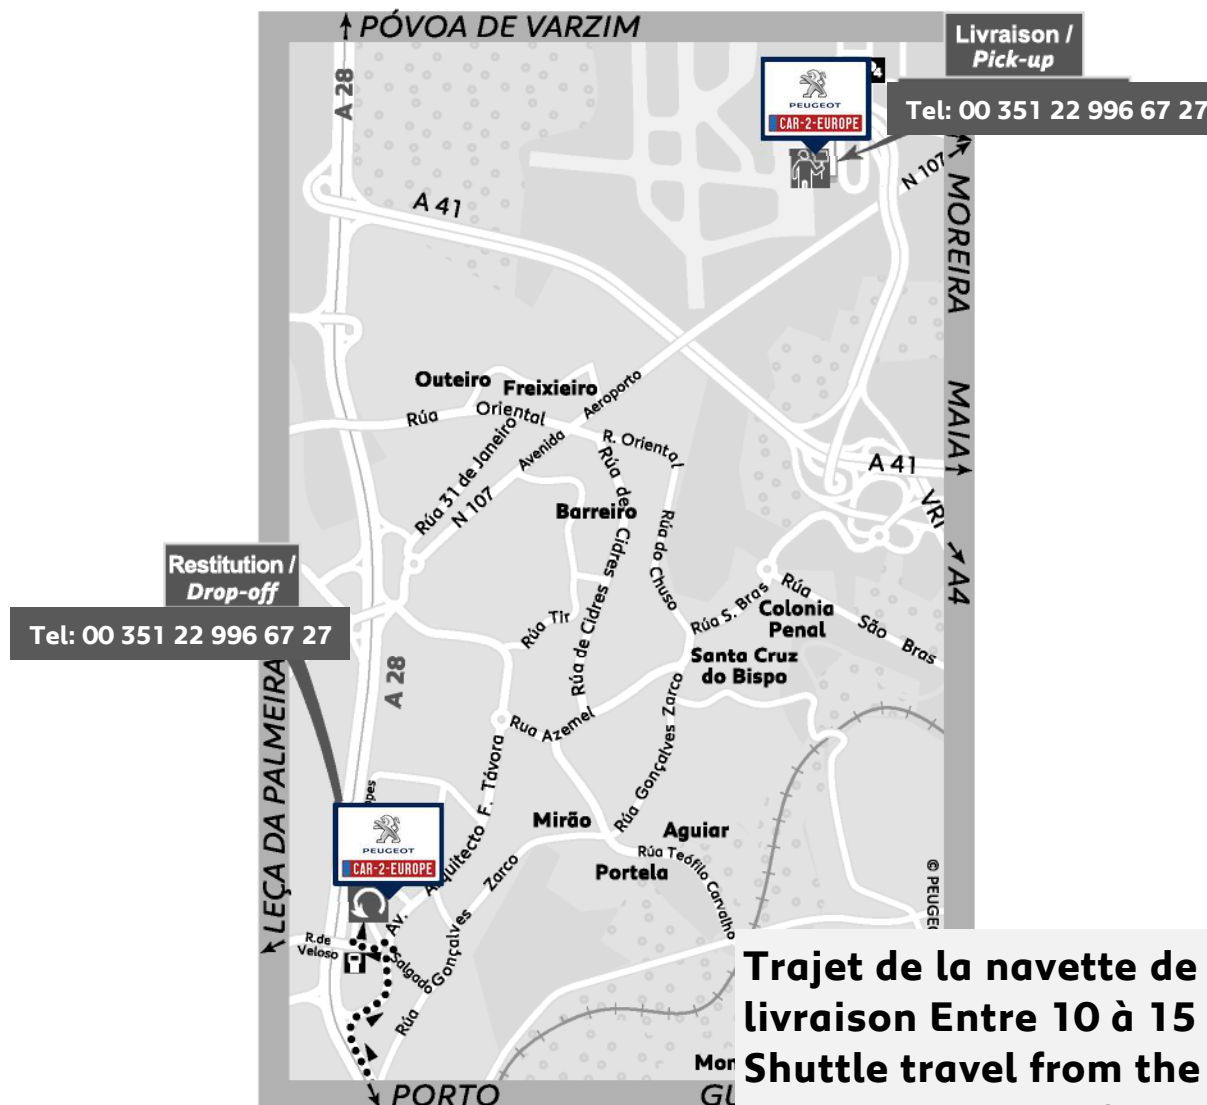 PÓVOA DE VARZIM
Livraison /
Pick-up
Tel: 00 351 22 996 67 27
PEUGEOT
CAR-2-EUROPE
A 28
A 41
N 107
MOREIRA
Outeiro
Freixieiro
Aeroporto
Avenida
Rúa
Oriental
R. Oriental
Rúa 31 de Janeiro
N 107
MAIA
A 41
VRI
A4
Barreiro
Rúa de Cidres
Rúa de Cidres
Rúa do Chuso
Restitution /
Drop-off
Tel: 00 351 22 996 67 27
Rúa Tir
Rúa S. Bras
Rúa São Bras
Colonia
Penal
Santa Cruz
do Bispo
A 28
LEÇA DA PALMEIRA
Rua Azemel
Rúa Gonçalves Zarco
Av. Arquitecto F. Távora
PEUGEOT
CAR-2-EUROPE
Mirão
Aguiar
Portela
Rúa Teófilo Carvalho
Rúa Gonçalves Zarco
R.de
Veloso
Salgado
Trajet de la navette de
livraison Entre 10 à 15
Shuttle travel from the
PORTO